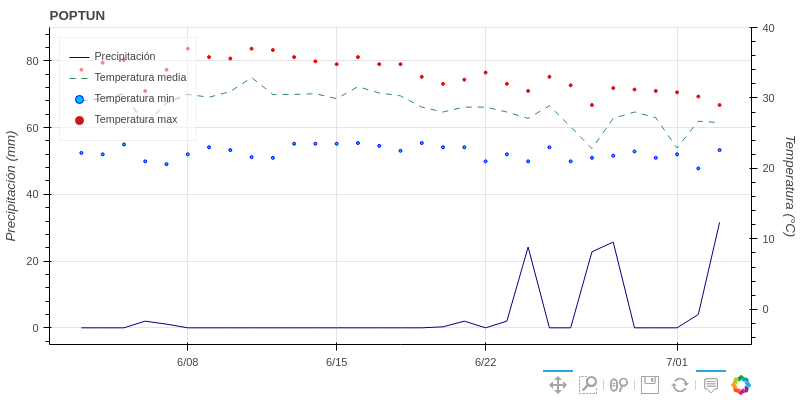 POPTUN
Precipitación
Temperatura media
Temperatura min
Temperatura max
80
60
40
20
0
Precipitación (mm)
40
30
20
10
0
Temperatura (°C)
6/08
6/15
6/22
7/01